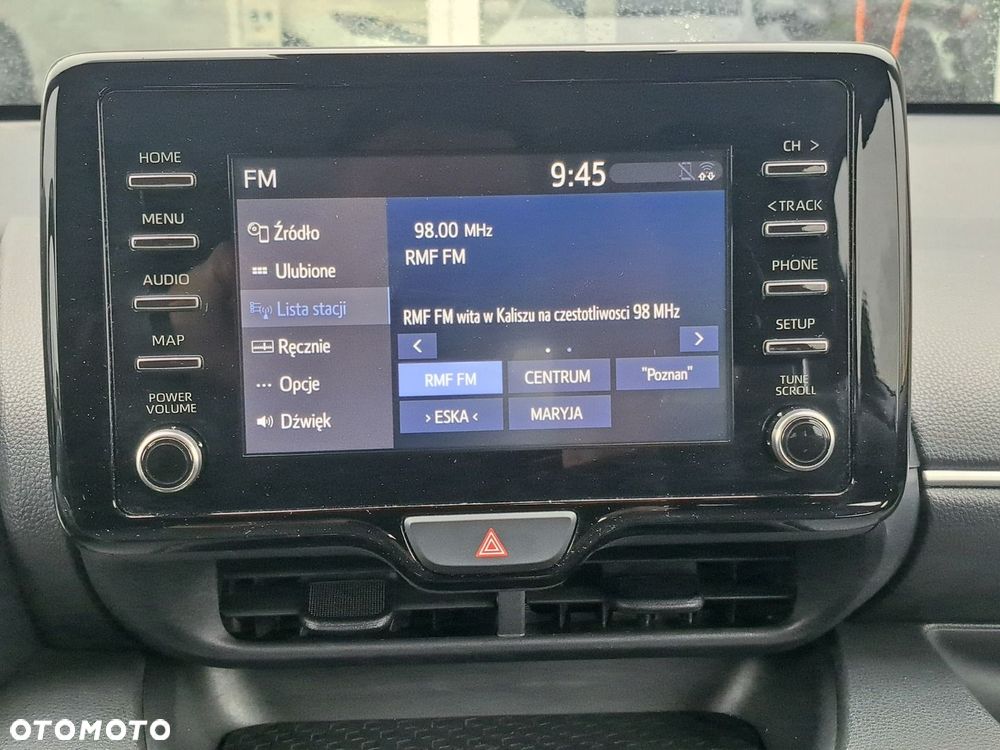 HOME
MENU
AUDIO
MAP
POWER
VOLUME
FM
9:45
Źródło
Ulubione
Lista stacji
Ręcznie
Opcje
Dźwięk
98.00 MHz
RMF FM
RMF FM wita w Kaliszu na czestotliwosci 98 MHz
< >
RMF FM CENTRUM "Poznan"
› ESKA ‹ MARYJA
CH >
< TRACK
PHONE
SETUP
TUNE
SCROLL
OTOMOTO